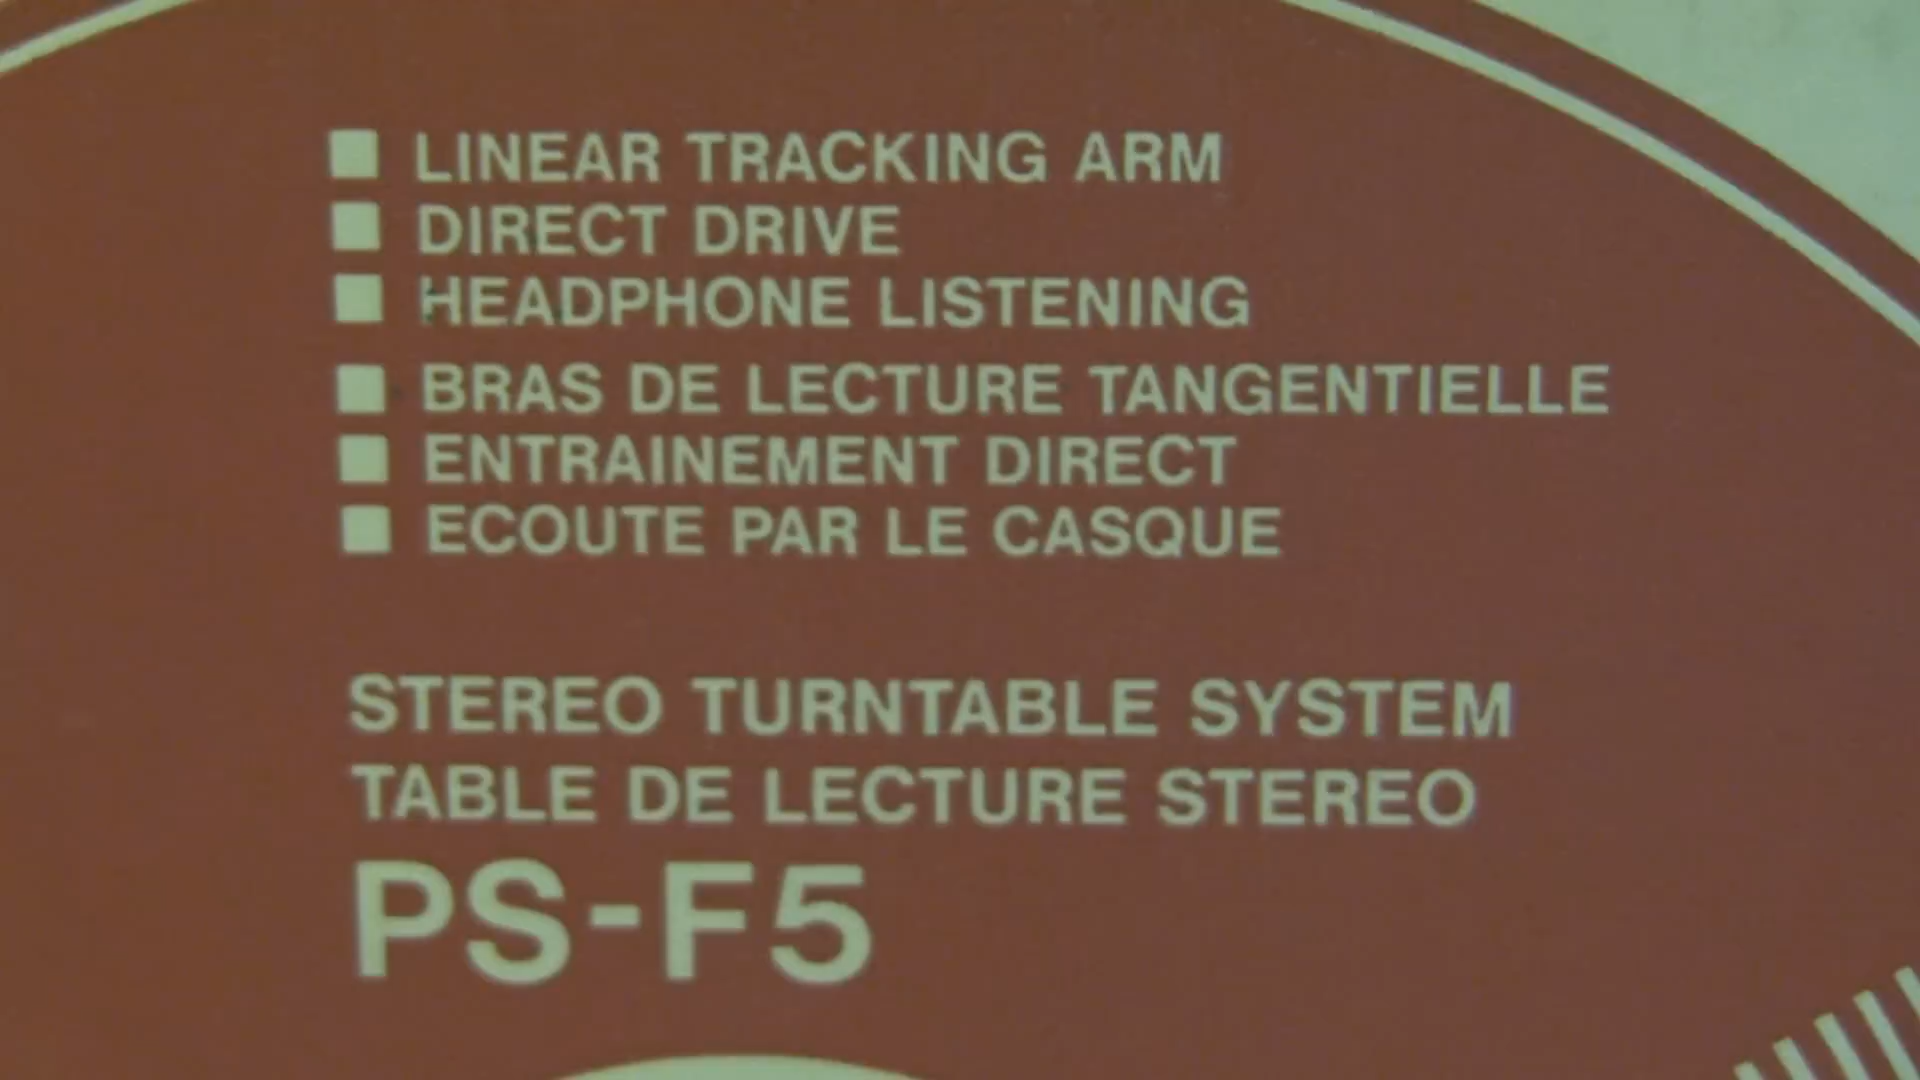 ■ LINEAR TRACKING ARM
■ DIRECT DRIVE
■ HEADPHONE LISTENING
■ BRAS DE LECTURE TANGENTIELLE
■ ENTRAINEMENT DIRECT
■ ECOUTE PAR LE CASQUE
STEREO TURNTABLE SYSTEM
TABLE DE LECTURE STEREO
PS-F5